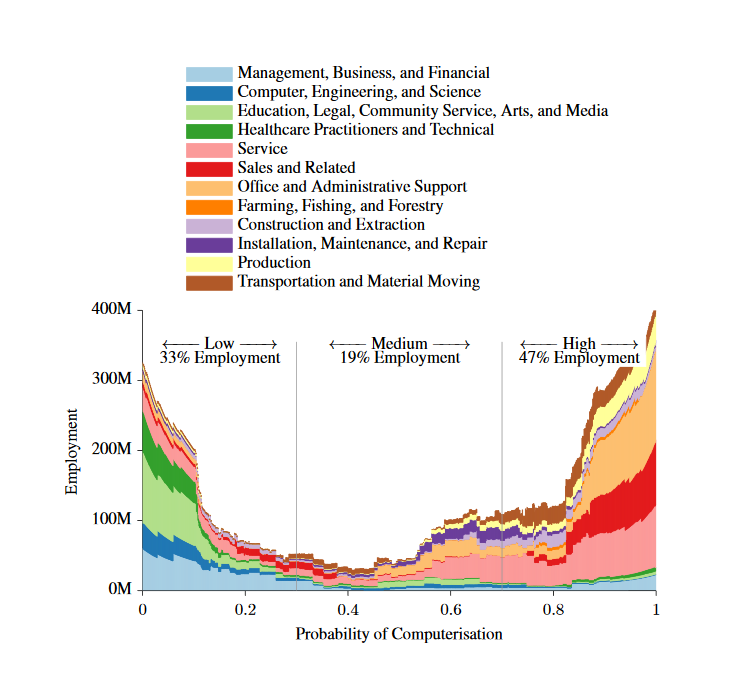 Management, Business, and Financial
Computer, Engineering, and Science
Education, Legal, Community Service, Arts, and Media
Healthcare Practitioners and Technical
Service
Sales and Related
Office and Administrative Support
Farming, Fishing, and Forestry
Construction and Extraction
Installation, Maintenance, and Repair
Production
Transportation and Material Moving
400M
← Low →
33% Employment
← Medium →
19% Employment
← High →
47% Employment
300M
200M
100M
0M
Employment
0 0.2 0.4 0.6 0.8 1
Probability of Computerisation